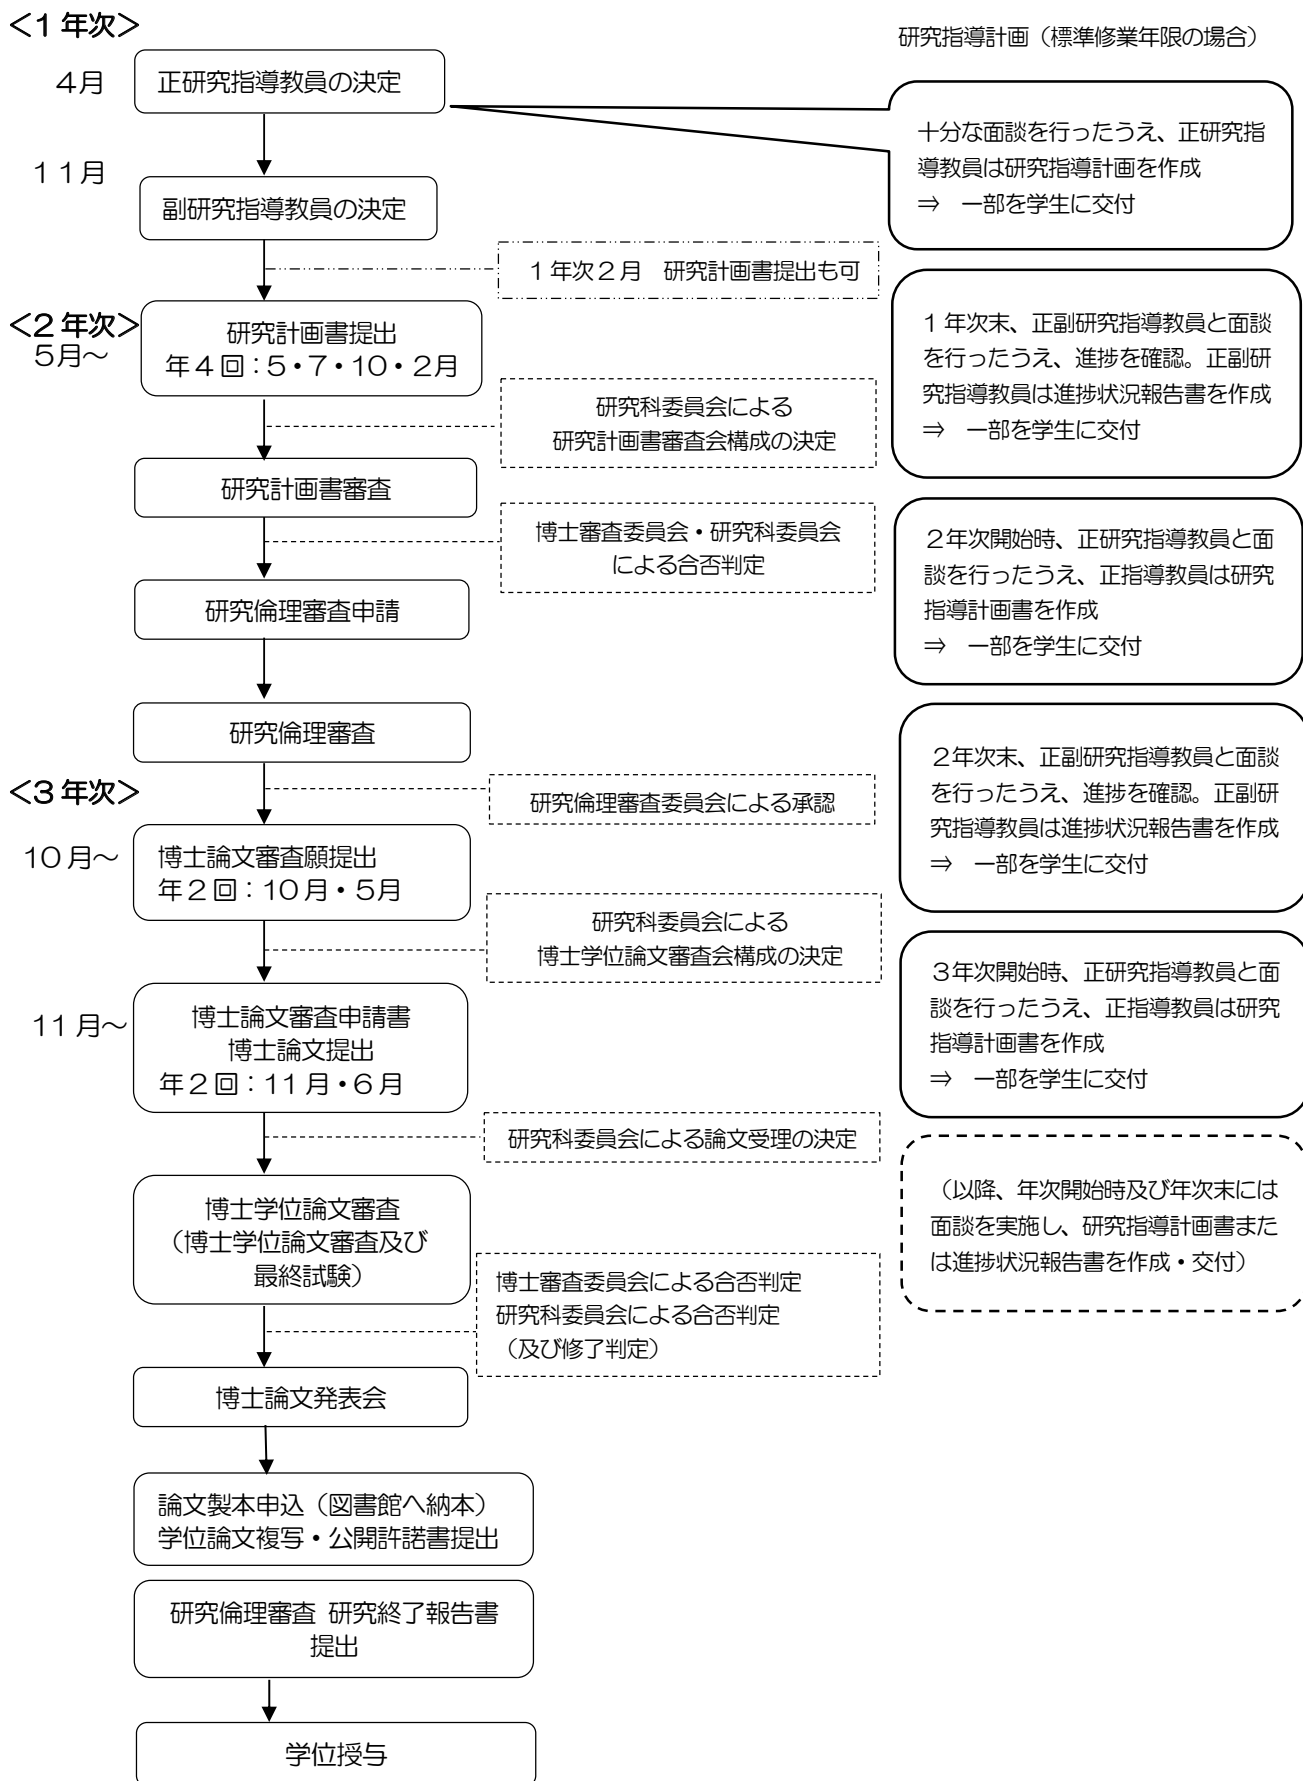 ＜１年次＞
研究指導計画（標準修業年限の場合）
４月
正研究指導教員の決定
十分な面談を行ったうえ、正研究指
導教員は研究指導計画を作成
⇒　一部を学生に交付
１１月
副研究指導教員の決定
１年次２月　研究計画書提出も可
１年次末、正副研究指導教員と面談
を行ったうえ、進捗を確認。正副研
究指導教員は進捗状況報告書を作成
⇒　一部を学生に交付
＜２年次＞
５月～
研究計画書提出
年４回：５・７・１０・２月
研究科委員会による
研究計画書審査会構成の決定
研究計画書審査
博士審査委員会・研究科委員会
による合否判定
２年次開始時、正研究指導教員と面
談を行ったうえ、正指導教員は研究
指導計画書を作成
⇒　一部を学生に交付
研究倫理審査申請
研究倫理審査
２年次末、正副研究指導教員と面談
を行ったうえ、進捗を確認。正副研
究指導教員は進捗状況報告書を作成
⇒　一部を学生に交付
＜３年次＞
研究倫理審査委員会による承認
１０月～
博士論文審査願提出
年２回：１０月・５月
研究科委員会による
博士学位論文審査会構成の決定
３年次開始時、正研究指導教員と面
談を行ったうえ、正指導教員は研究
指導計画書を作成
⇒　一部を学生に交付
１１月～
博士論文審査申請書
博士論文提出
年２回：１１月・６月
研究科委員会による論文受理の決定
（以降、年次開始時及び年次末には
面談を実施し、研究指導計画書また
は進捗状況報告書を作成・交付）
博士学位論文審査
（博士学位論文審査及び
最終試験）
博士審査委員会による合否判定
研究科委員会による合否判定
（及び修了判定）
博士論文発表会
論文製本申込（図書館へ納本）
学位論文複写・公開許諾書提出
研究倫理審査 研究終了報告書
提出
学位授与